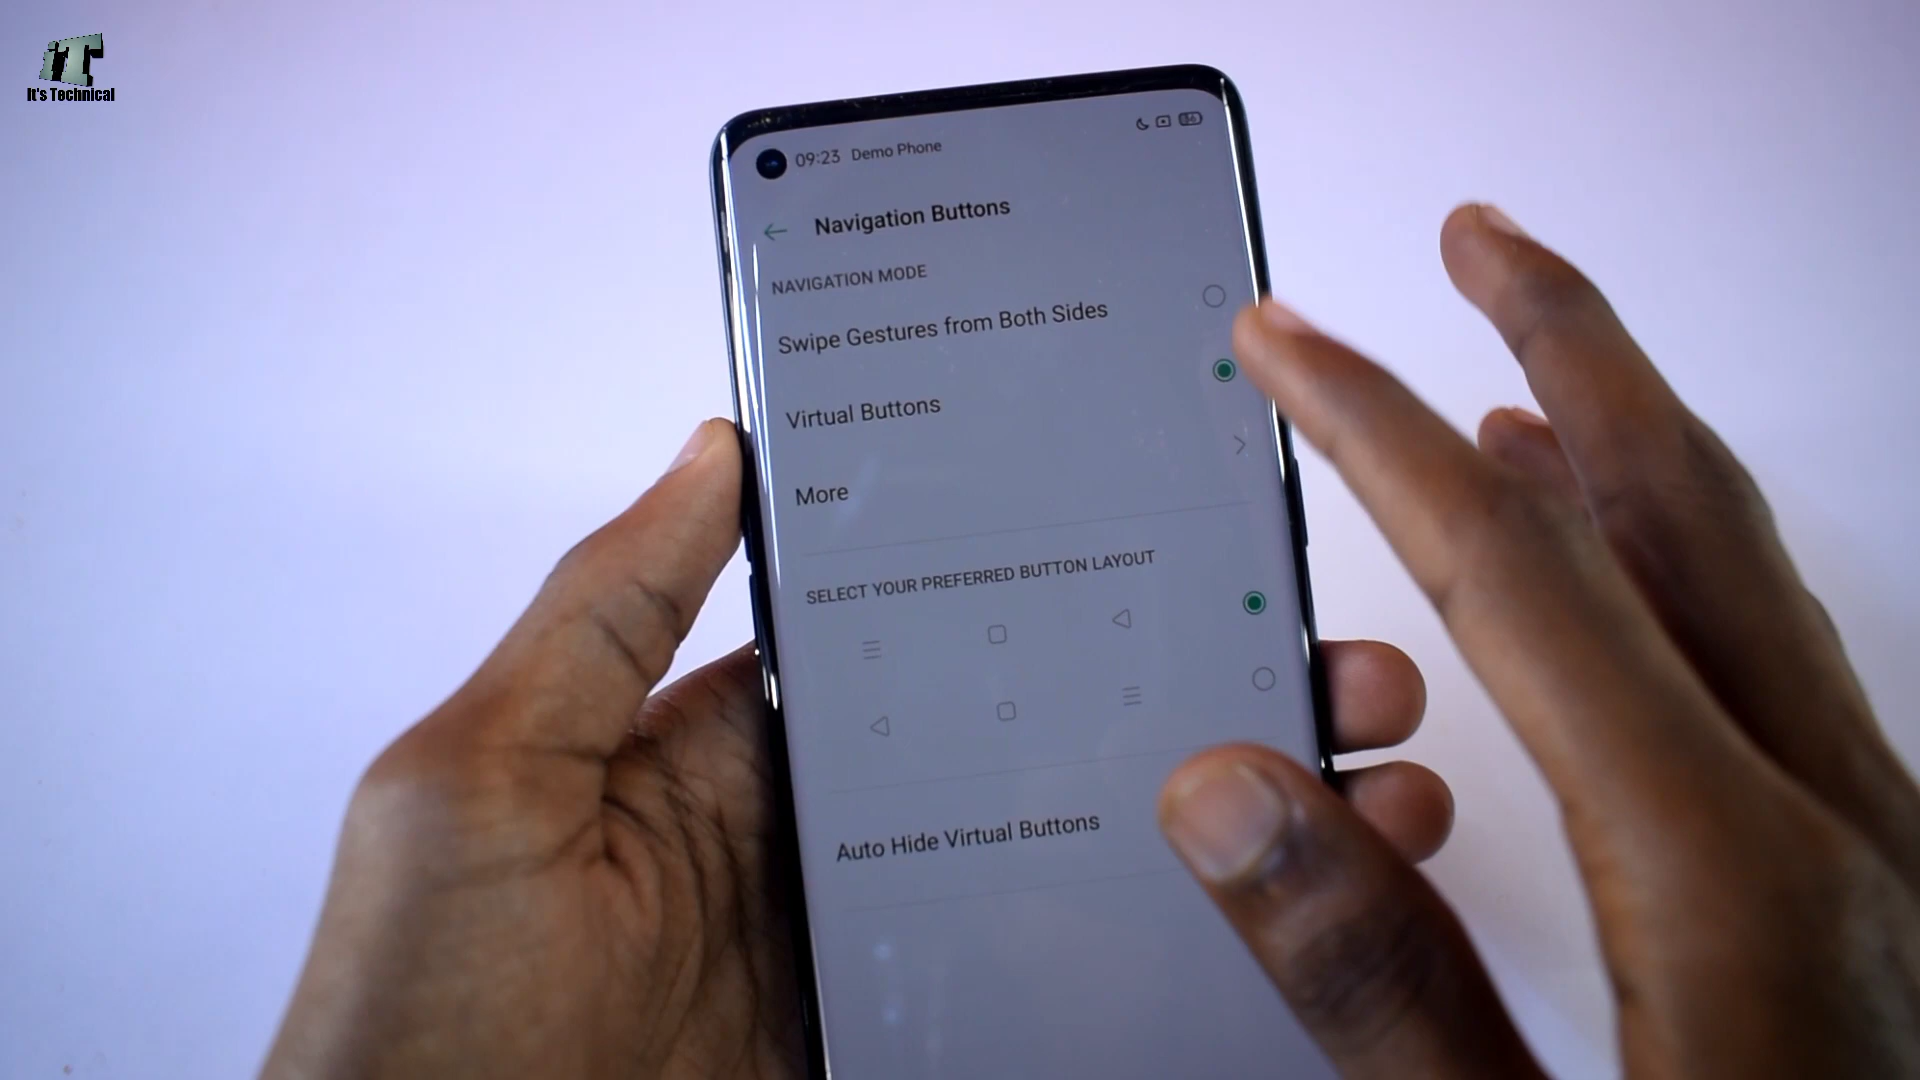 iT
It's Technical
09:23 Demo Phone
Navigation Buttons
NAVIGATION MODE
Swipe Gestures from Both Sides
Virtual Buttons
More
SELECT YOUR PREFERRED BUTTON LAYOUT
Auto Hide Virtual Buttons